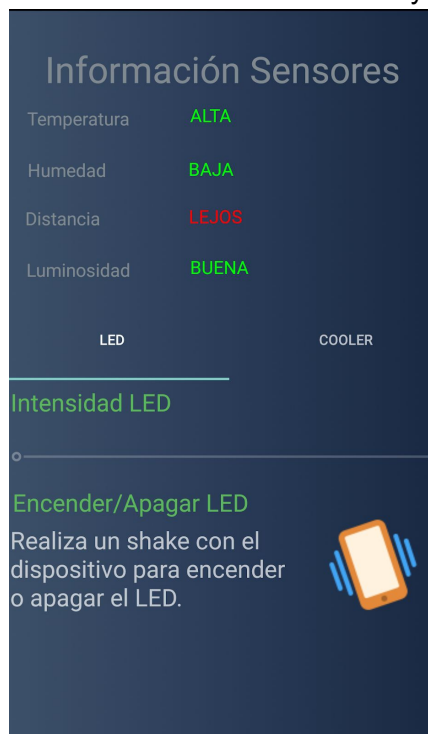 Información Sensores
Temperatura ALTA
Humedad BAJA
Distancia LEJOS
Luminosidad BUENA
LED COOLER
Intensidad LED
Encender/Apagar LED
Realiza un shake con el
dispositivo para encender
o apagar el LED.